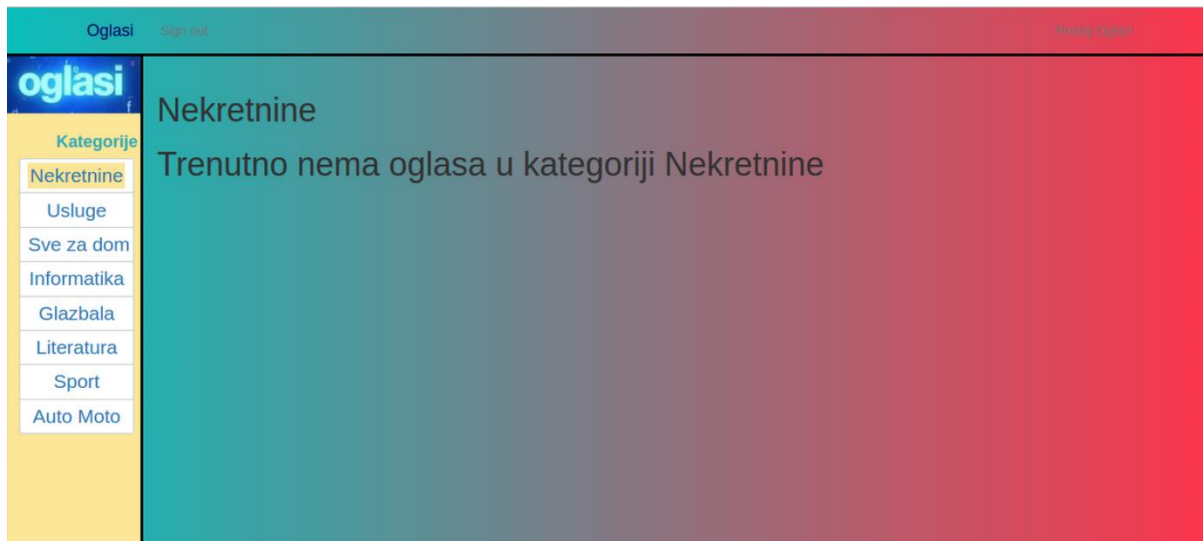 Oglasi
Sign out
Predaj Oglas!
oglasi
f
Kategorije
Nekretnine
Usluge
Sve za dom
Informatika
Glazbala
Literatura
Sport
Auto Moto
Nekretnine
Trenutno nema oglasa u kategoriji Nekretnine